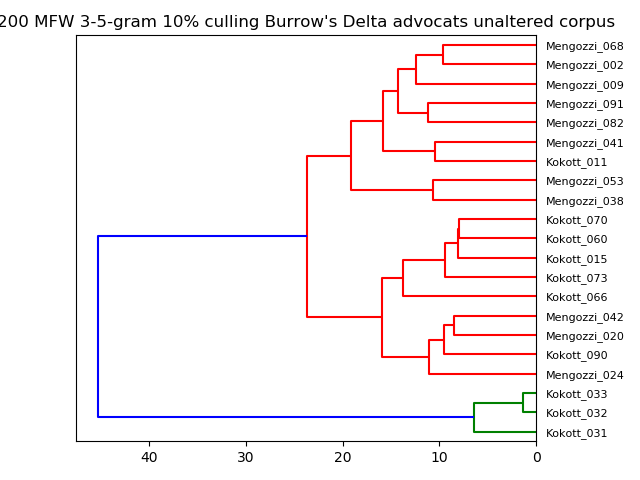 200 MFW 3-5-gram 10% culling Burrow's Delta advocats unaltered corpus
Mengozzi_068
Mengozzi_002
Mengozzi_009
Mengozzi_091
Mengozzi_082
Mengozzi_041
Kokott_011
Mengozzi_053
Mengozzi_038
Kokott_070
Kokott_060
Kokott_015
Kokott_073
Kokott_066
Mengozzi_042
Mengozzi_020
Kokott_090
Mengozzi_024
Kokott_033
Kokott_032
Kokott_031
40 30 20 10 0